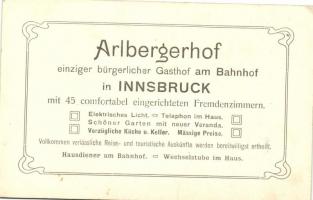 Arlbergerhof
einziger bürgerlicher Gasthof am Bahnhof
in INNSBRUCK
mit 45 comfortabel eingerichteten Fremdenzimmern.
Elektrisches Licht. = Telephon im Haus.
Schöner Garten mit neuer Veranda.
Vorzügliche Küche u. Keller. Mässige Preise.
Vollkommen verlässliche Reise- und touristische Auskünfte werden bereitwilligst ertheilt.
Hausdiener am Bahnhof. = Wechselstube im Haus.